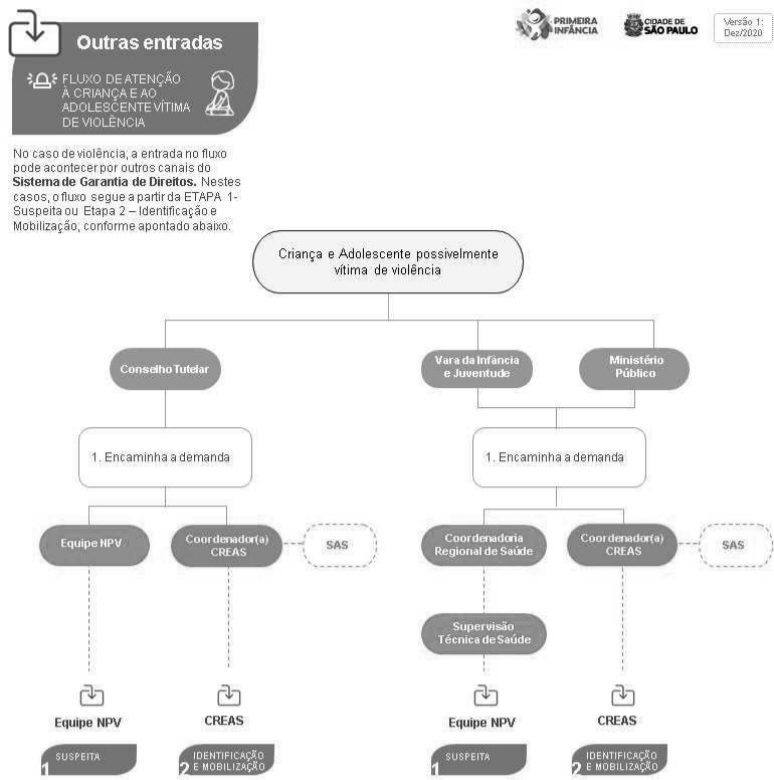 Outras entradas
FLUXO DE ATENÇÃO
À CRIANÇA E AO
ADOLESCENTE VÍTIMA
DE VIOLÊNCIA
PRIMEIRA
INFÂNCIA
CIDADE DE
SÃO PAULO
Versão 1:
Dez/2020
No caso de violência, a entrada no fluxo
pode acontecer por outros canais do
Sistema de Garantia de Direitos. Nestes
casos, o fluxo segue a partir da ETAPA 1-
Suspeita ou Etapa 2 – Identificação e
Mobilização, conforme apontado abaixo.
Criança e Adolescente possivelmente
vítima de violência
Conselho Tutelar
Vara da Infância
e Juventude
Ministério
Público
1. Encaminha a demanda
1. Encaminha a demanda
Equipe NPV
Coordenador(a)
CREAS
SAS
Coordenadoria
Regional de Saúde
Coordenador(a)
CREAS
SAS
Supervisão
Técnica de Saúde
Equipe NPV
CREAS
Equipe NPV
CREAS
1 SUSPEITA
2 IDENTIFICAÇÃO
E MOBILIZAÇÃO
1 SUSPEITA
2 IDENTIFICAÇÃO
E MOBILIZAÇÃO